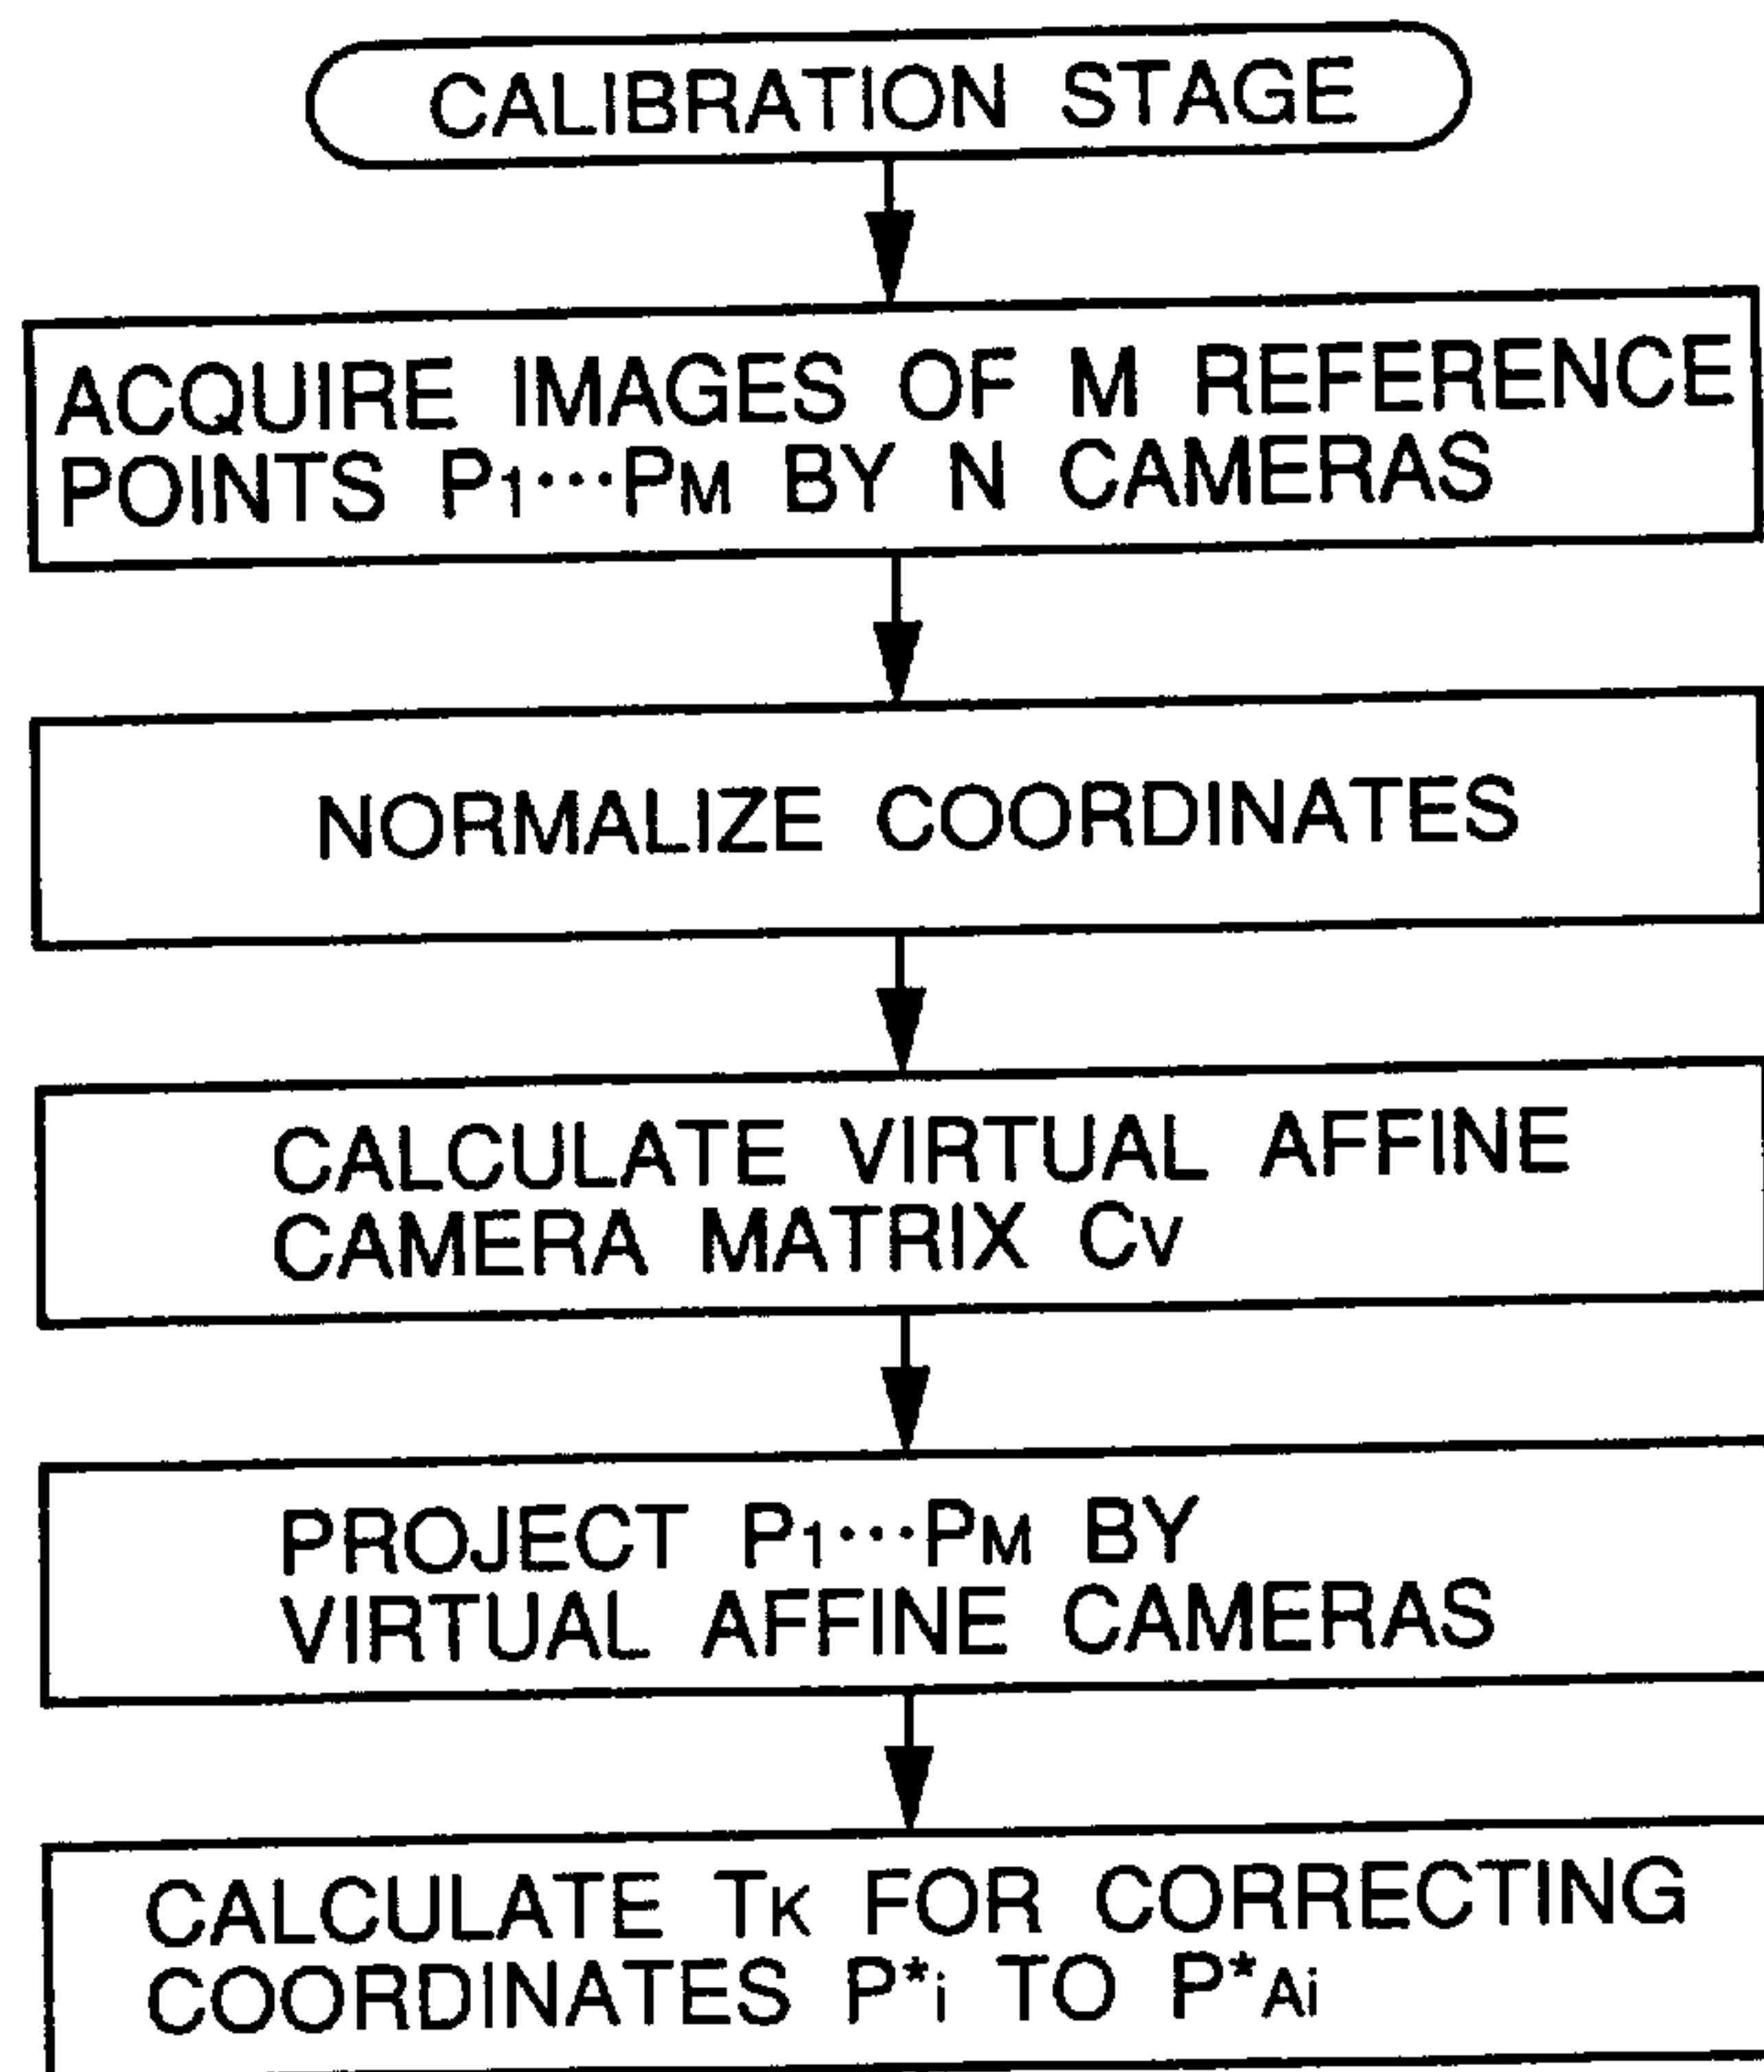 CALIBRATION STAGE
ACQUIRE IMAGES OF M REFERENCE
POINTS P1···PM BY N CAMERAS
NORMALIZE COORDINATES
CALCULATE VIRTUAL AFFINE
CAMERA MATRIX CV
PROJECT P1···PM BY
VIRTUAL AFFINE CAMERAS
CALCULATE TK FOR CORRECTING
COORDINATES P*i TO P*Ai